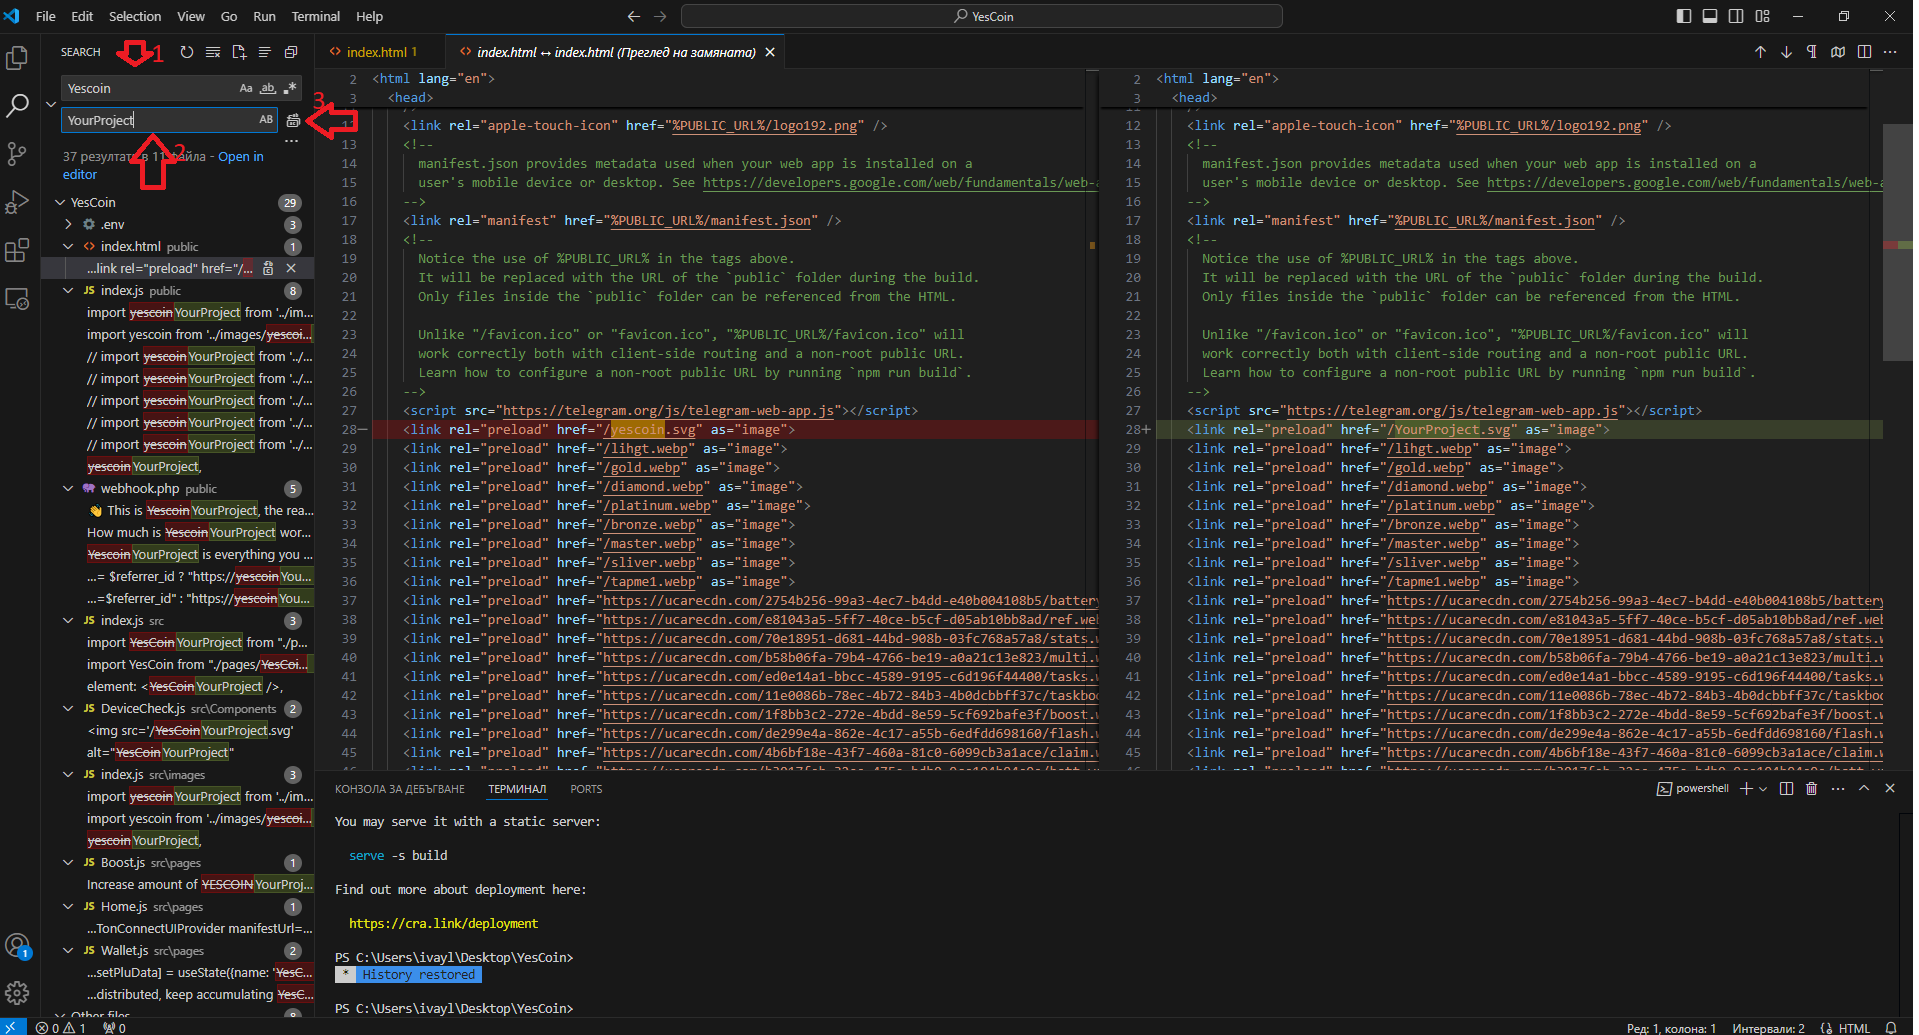 File Edit Selection View Go Run Terminal Help
YesCoin
SEARCH
1
Yescoin
Aa ab
YourProject
AB
3
2
37 резултата в 11 файла - Open in
editor
YesCoin 29
.env 3
index.html public 1
...link rel="preload" href="/...
JS index.js public 8
import yescoinYourProject from '../im...
import yescoin from '../images/yescoi...
// import yescoinYourProject from '../...
// import yescoinYourProject from '../...
// import yescoinYourProject from '../...
// import yescoinYourProject from '../...
// import yescoinYourProject from '../...
yescoinYourProject,
webhook.php public 5
👋 This is YescoinYourProject, the rea...
How much is YescoinYourProject wor...
YescoinYourProject is everything you ...
...= $referrer_id ? "https://yescoinYou...
...=$referrer_id" : "https://yescoinYou...
JS index.js src 3
import YesCoinYourProject from "./p...
import YesCoin from "./pages/YesCoi...
element: <YesCoinYourProject />,
JS DeviceCheck.js src\Components 2
<img src='/YesCoinYourProject.svg'
alt="YesCoinYourProject"
JS index.js src\images 3
import yescoinYourProject from '../im...
import yescoin from '../images/yescoi...
yescoinYourProject,
JS Boost.js src\pages 1
Increase amount of YESCOINYourProj...
JS Home.js src\pages 1
...TonConnectUIProvider manifestUrl=...
JS Wallet.js src\pages 2
...setPluData] = useState({name: 'YesC...
...distributed, keep accumulating YesC...
Other files 8
index.html 1
index.html ↔ index.html (Преглед на замяната)
2 <html lang="en">
3 <head>
12 <link rel="apple-touch-icon" href="%PUBLIC_URL%/logo192.png" />
13 <!--
14 manifest.json provides metadata used when your web app is installed on a
15 user's mobile device or desktop. See https://developers.google.com/web/fundamentals/web-a
16 -->
17 <link rel="manifest" href="%PUBLIC_URL%/manifest.json" />
18 <!--
19 Notice the use of %PUBLIC_URL% in the tags above.
20 It will be replaced with the URL of the `public` folder during the build.
21 Only files inside the `public` folder can be referenced from the HTML.
22
23 Unlike "/favicon.ico" or "favicon.ico", "%PUBLIC_URL%/favicon.ico" will
24 work correctly both with client-side routing and a non-root public URL.
25 Learn how to configure a non-root public URL by running `npm run build`.
26 -->
27 <script src="https://telegram.org/js/telegram-web-app.js"></script>
28− <link rel="preload" href="/yescoin.svg" as="image">
29 <link rel="preload" href="/lihgt.webp" as="image">
30 <link rel="preload" href="/gold.webp" as="image">
31 <link rel="preload" href="/diamond.webp" as="image">
32 <link rel="preload" href="/platinum.webp" as="image">
33 <link rel="preload" href="/bronze.webp" as="image">
34 <link rel="preload" href="/master.webp" as="image">
35 <link rel="preload" href="/sliver.webp" as="image">
36 <link rel="preload" href="/tapme1.webp" as="image">
37 <link rel="preload" href="https://ucarecdn.com/2754b256-99a3-4ec7-b4dd-e40b004108b5/battery
38 <link rel="preload" href="https://ucarecdn.com/e81043a5-5ff7-40ce-b5cf-d05ab10bb8ad/ref.web
39 <link rel="preload" href="https://ucarecdn.com/70e18951-d681-44bd-908b-03fc768a57a8/stats.w
40 <link rel="preload" href="https://ucarecdn.com/b58b06fa-79b4-4766-be19-a0a21c13e823/multi.w
41 <link rel="preload" href="https://ucarecdn.com/ed0e14a1-bbcc-4589-9195-c6d196f44400/tasks.w
42 <link rel="preload" href="https://ucarecdn.com/11e0086b-78ec-4b72-84b3-4b0dcbbff37c/taskboo
43 <link rel="preload" href="https://ucarecdn.com/1f8bb3c2-272e-4bdd-8e59-5cf692bafe3f/boost.w
44 <link rel="preload" href="https://ucarecdn.com/de299e4a-862e-4c17-a55b-6edfdd698160/flash.w
45 <link rel="preload" href="https://ucarecdn.com/4b6bf18e-43f7-460a-81c0-6099cb3a1ace/claim.w
2 <html lang="en">
3 <head>
12 <link rel="apple-touch-icon" href="%PUBLIC_URL%/logo192.png" />
13 <!--
14 manifest.json provides metadata used when your web app is installed on a
15 user's mobile device or desktop. See https://developers.google.com/web/fundamentals/web-a
16 -->
17 <link rel="manifest" href="%PUBLIC_URL%/manifest.json" />
18 <!--
19 Notice the use of %PUBLIC_URL% in the tags above.
20 It will be replaced with the URL of the `public` folder during the build.
21 Only files inside the `public` folder can be referenced from the HTML.
22
23 Unlike "/favicon.ico" or "favicon.ico", "%PUBLIC_URL%/favicon.ico" will
24 work correctly both with client-side routing and a non-root public URL.
25 Learn how to configure a non-root public URL by running `npm run build`.
26 -->
27 <script src="https://telegram.org/js/telegram-web-app.js"></script>
28+ <link rel="preload" href="/YourProject.svg" as="image">
29 <link rel="preload" href="/lihgt.webp" as="image">
30 <link rel="preload" href="/gold.webp" as="image">
31 <link rel="preload" href="/diamond.webp" as="image">
32 <link rel="preload" href="/platinum.webp" as="image">
33 <link rel="preload" href="/bronze.webp" as="image">
34 <link rel="preload" href="/master.webp" as="image">
35 <link rel="preload" href="/sliver.webp" as="image">
36 <link rel="preload" href="/tapme1.webp" as="image">
37 <link rel="preload" href="https://ucarecdn.com/2754b256-99a3-4ec7-b4dd-e40b004108b5/battery
38 <link rel="preload" href="https://ucarecdn.com/e81043a5-5ff7-40ce-b5cf-d05ab10bb8ad/ref.web
39 <link rel="preload" href="https://ucarecdn.com/70e18951-d681-44bd-908b-03fc768a57a8/stats.w
40 <link rel="preload" href="https://ucarecdn.com/b58b06fa-79b4-4766-be19-a0a21c13e823/multi.w
41 <link rel="preload" href="https://ucarecdn.com/ed0e14a1-bbcc-4589-9195-c6d196f44400/tasks.w
42 <link rel="preload" href="https://ucarecdn.com/11e0086b-78ec-4b72-84b3-4b0dcbbff37c/taskboo
43 <link rel="preload" href="https://ucarecdn.com/1f8bb3c2-272e-4bdd-8e59-5cf692bafe3f/boost.w
44 <link rel="preload" href="https://ucarecdn.com/de299e4a-862e-4c17-a55b-6edfdd698160/flash.w
45 <link rel="preload" href="https://ucarecdn.com/4b6bf18e-43f7-460a-81c0-6099cb3a1ace/claim.w
КОНЗОЛА ЗА ДЕБЪГВАНЕ ТЕРМИНАЛ PORTS
powershell
You may serve it with a static server:
serve -s build
Find out more about deployment here:
https://cra.link/deployment
PS C:\Users\ivayl\Desktop\YesCoin>
* History restored
PS C:\Users\ivayl\Desktop\YesCoin>
1
0 1 0
Ред: 1, колона: 1 Интервали: 2 HTML